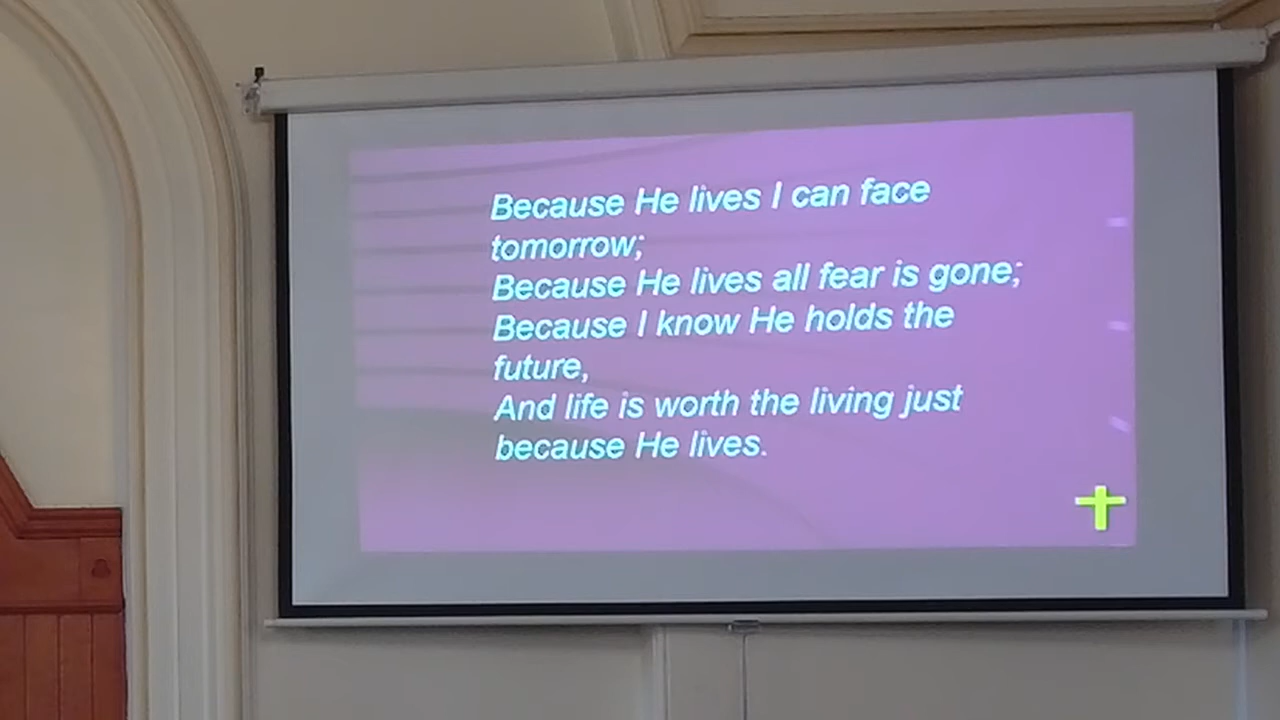 Because He lives I can face
tomorrow;
Because He lives all fear is gone;
Because I know He holds the
future,
And life is worth the living just
because He lives.